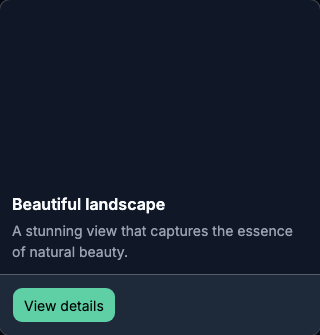 Beautiful landscape
A stunning view that captures the essence
of natural beauty.
View details